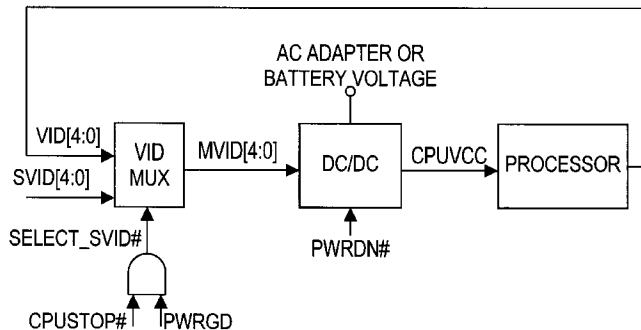 AC ADAPTER OR
BATTERY VOLTAGE
VID[4:0]
SVID[4:0]
VID
MUX
MVID[4:0]
DC/DC
CPUVCC
PROCESSOR
SELECT_SVID#
PWRDN#
CPUSTOP#
PWRGD